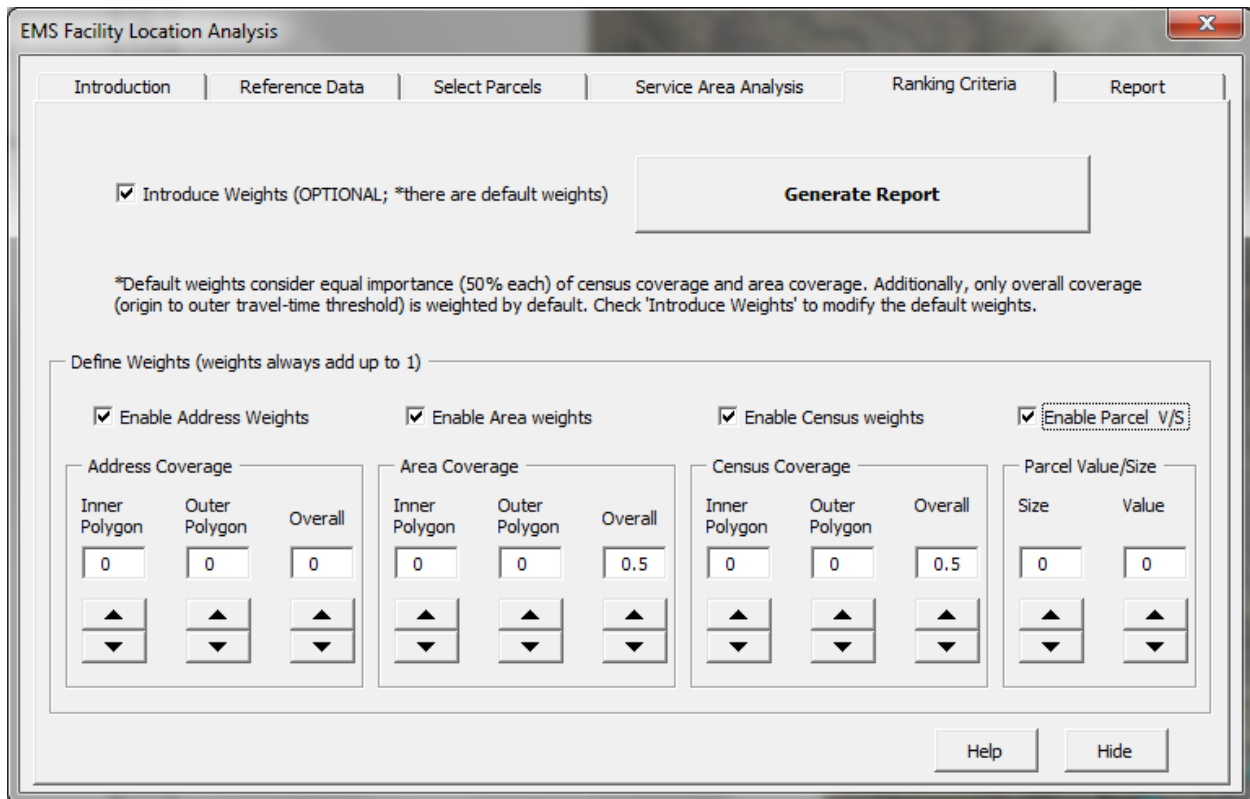 EMS Facility Location Analysis
x
Introduction
Reference Data
Select Parcels
Service Area Analysis
Ranking Criteria
Report
Introduce Weights (OPTIONAL; *there are default weights)
Generate Report
*Default weights consider equal importance (50% each) of census coverage and area coverage. Additionally, only overall coverage
(origin to outer travel-time threshold) is weighted by default. Check 'Introduce Weights' to modify the default weights.
Define Weights (weights always add up to 1)
Enable Address Weights
Enable Area weights
Enable Census weights
Enable Parcel V/S
Address Coverage
Inner
Polygon
Outer
Polygon
Overall
0
0
0
Area Coverage
Inner
Polygon
Outer
Polygon
Overall
0
0
0.5
Census Coverage
Inner
Polygon
Outer
Polygon
Overall
0
0
0.5
Parcel Value/Size
Size
Value
0
0
Help
Hide